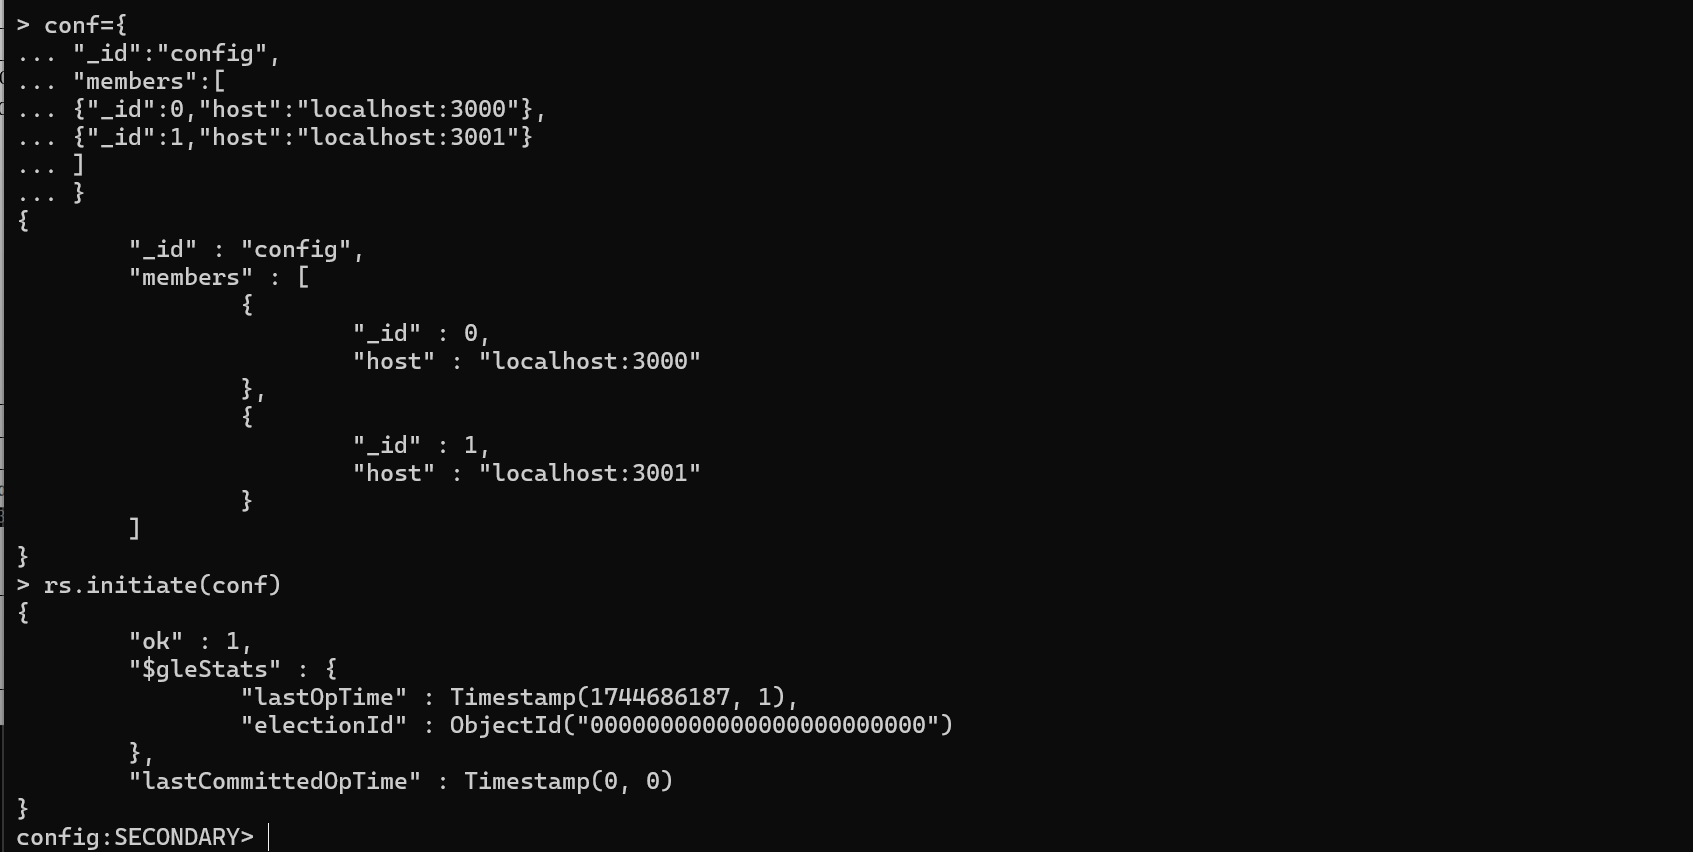 > conf={
... "_id":"config",
... "members":[
... {"_id":0,"host":"localhost:3000"},
... {"_id":1,"host":"localhost:3001"}
... ]
... }
{
        "_id" : "config",
        "members" : [
                {
                        "_id" : 0,
                        "host" : "localhost:3000"
                },
                {
                        "_id" : 1,
                        "host" : "localhost:3001"
                }
        ]
}
> rs.initiate(conf)
{
        "ok" : 1,
        "$gleStats" : {
                "lastOpTime" : Timestamp(1744686187, 1),
                "electionId" : ObjectId("000000000000000000000000")
        },
        "lastCommittedOpTime" : Timestamp(0, 0)
}
config:SECONDARY>